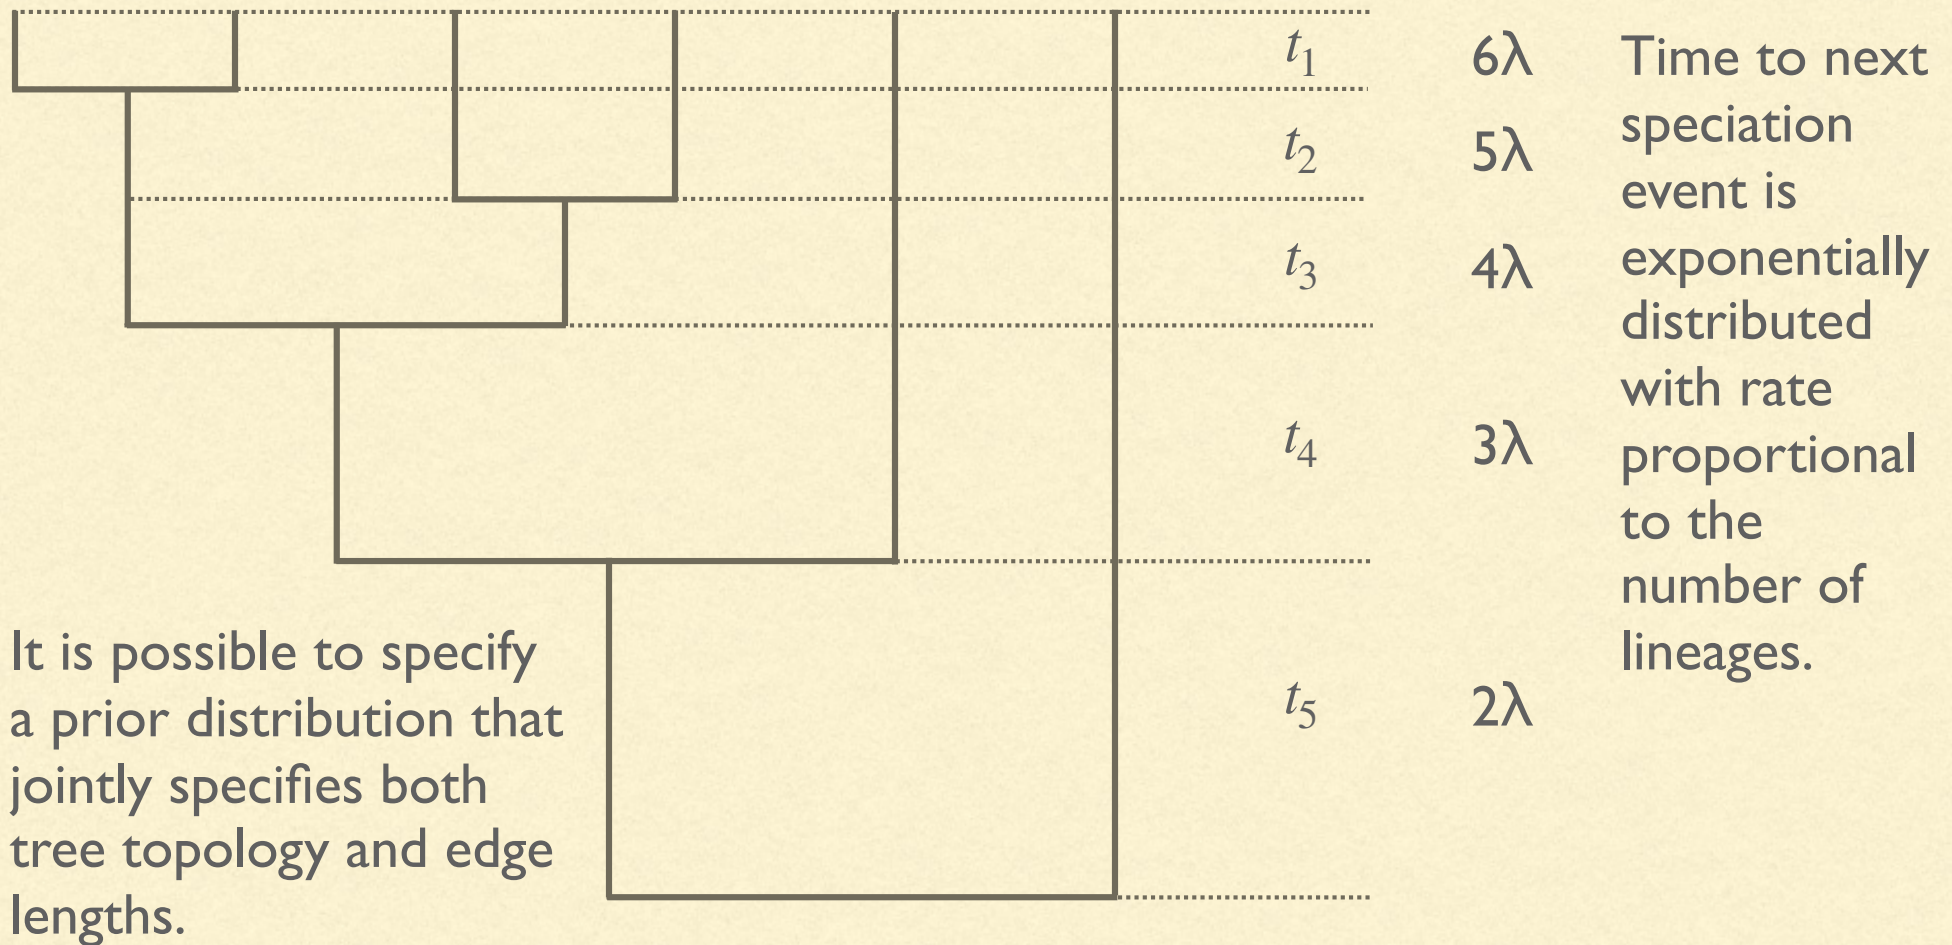 t1 6λ
t2 5λ
t3 4λ
t4 3λ
t5 2λ
Time to next
speciation
event is
exponentially
distributed
with rate
proportional
to the
number of
lineages.
It is possible to specify
a prior distribution that
jointly specifies both
tree topology and edge
lengths.